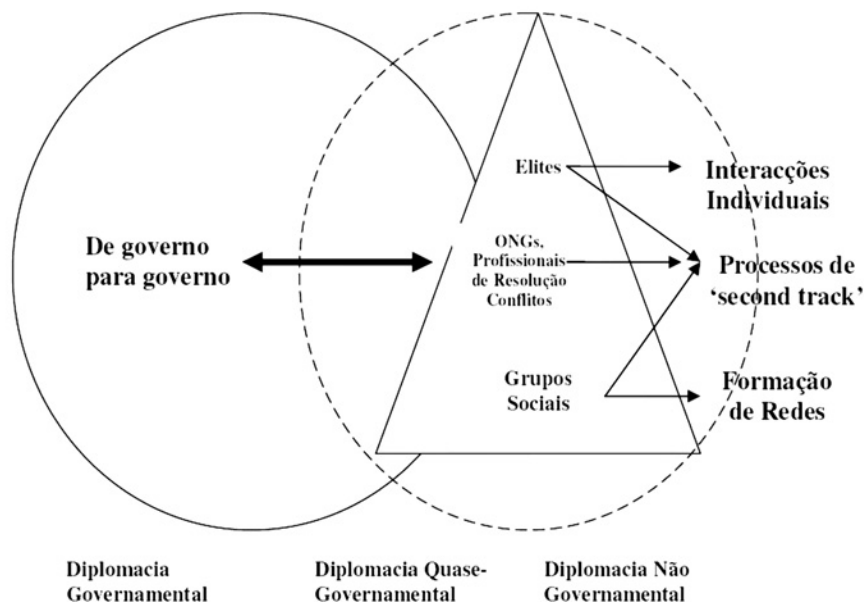 Elites
Interacções
Individuais
De governo
para governo
ONGs,
Profissionais
de Resolução
Conflitos
Processos de
‘second track’
Grupos
Sociais
Formação
de Redes
Diplomacia
Governamental
Diplomacia Quase-
Governamental
Diplomacia Não
Governamental